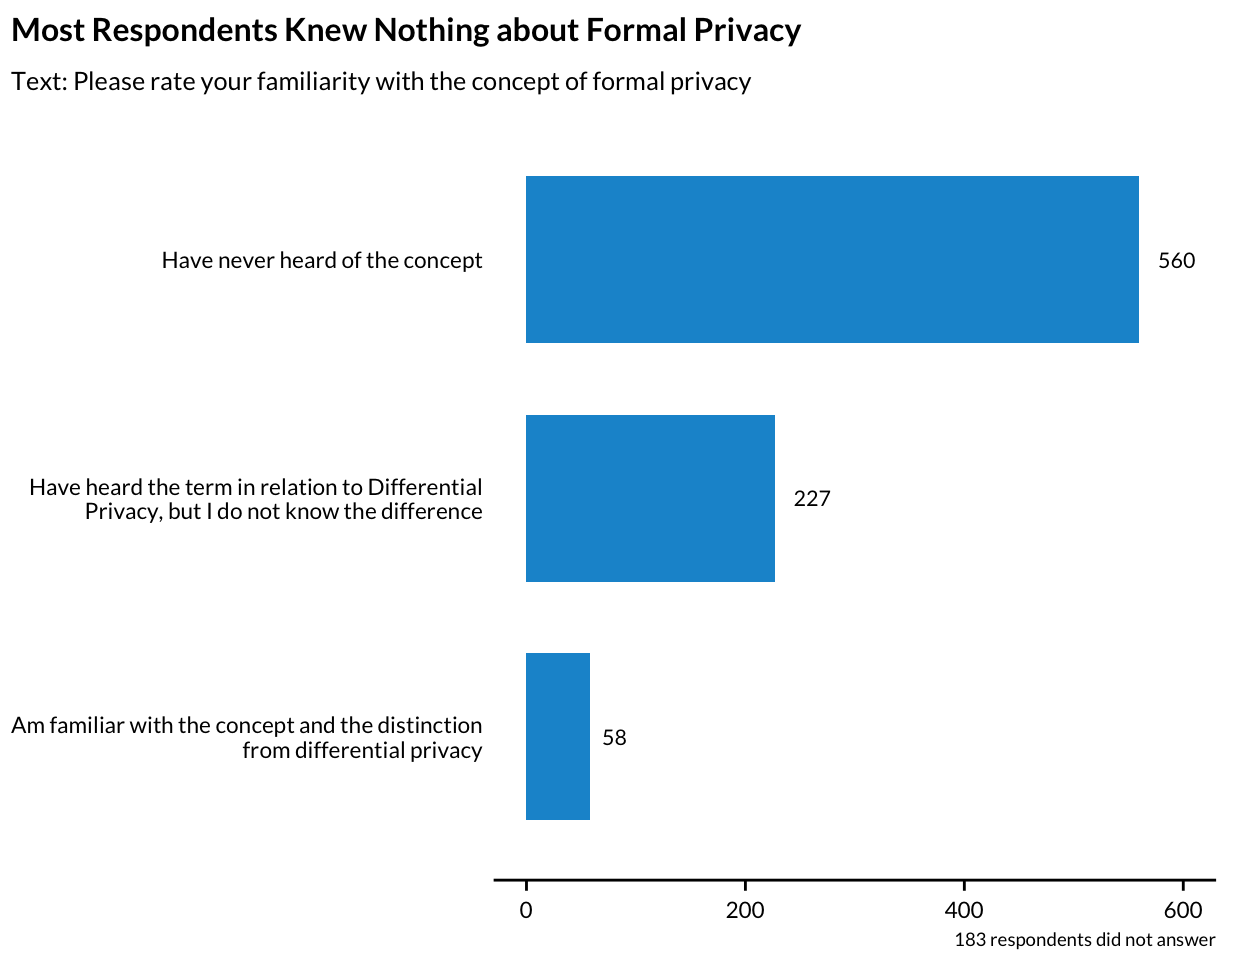 Most Respondents Knew Nothing about Formal Privacy
Text: Please rate your familiarity with the concept of formal privacy
Have never heard of the concept
560
Have heard the term in relation to Differential
Privacy, but I do not know the difference
227
Am familiar with the concept and the distinction
from differential privacy
58
0 200 400 600
183 respondents did not answer